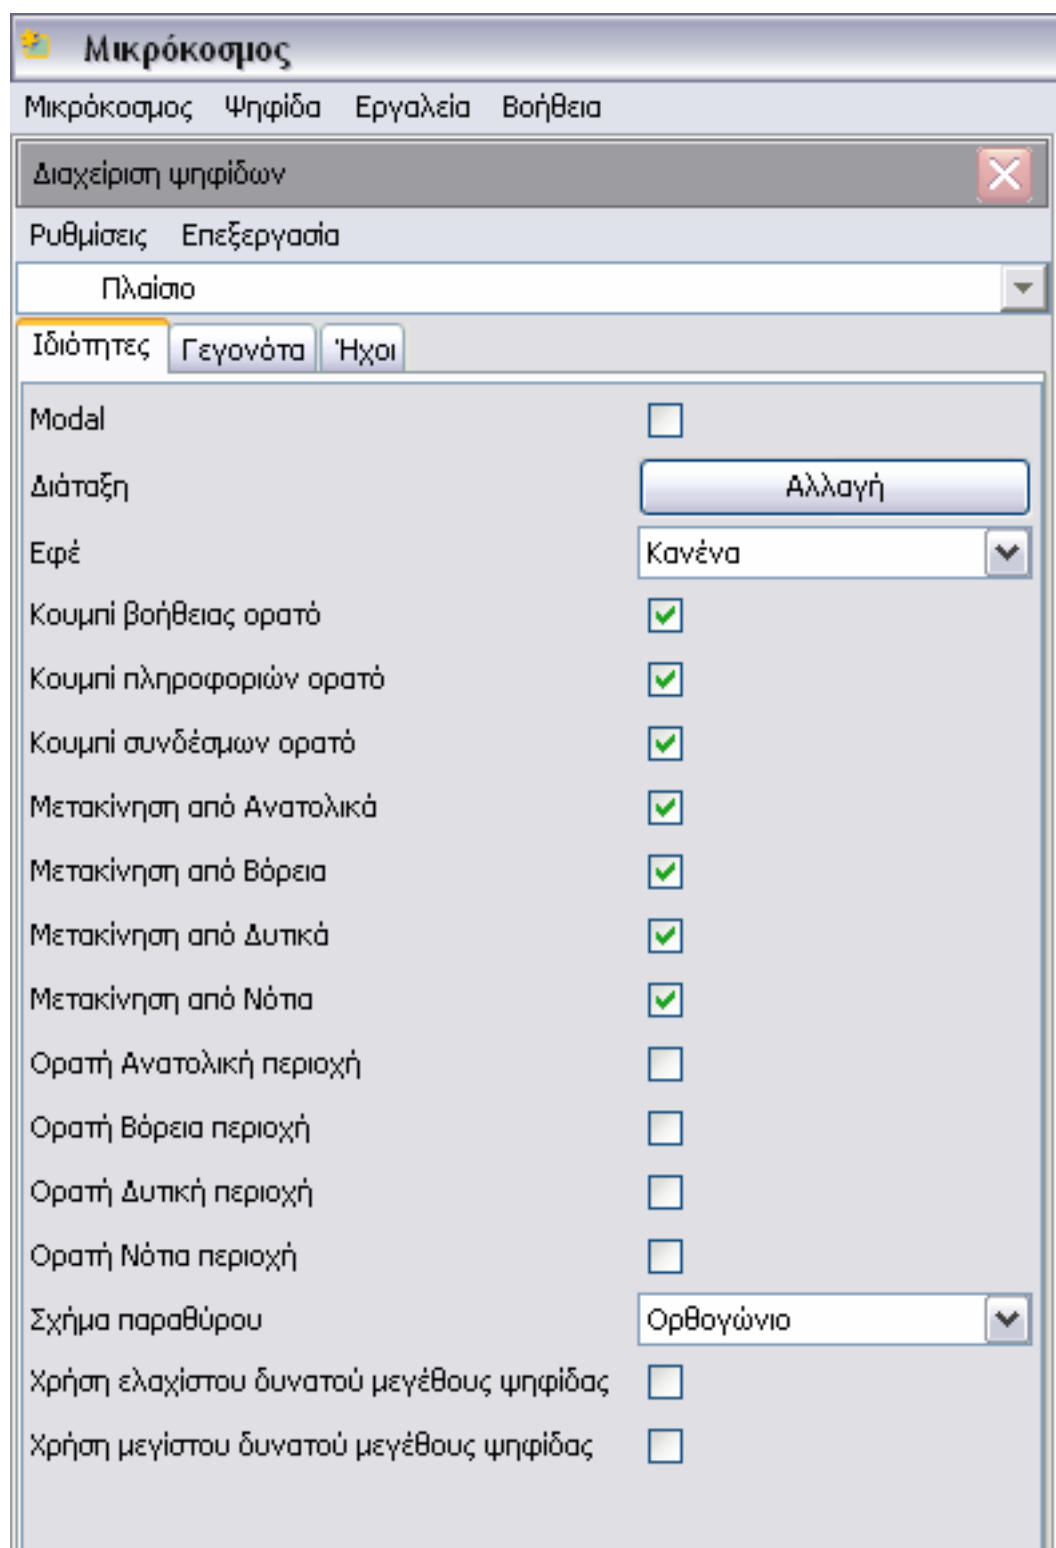 Μικρόκοσμος
Μικρόκοσμος Ψηφίδα Εργαλεία Βοήθεια
Διαχείριση ψηφίδων
Ρυθμίσεις Επεξεργασία
Πλαίσιο
Ιδιότητες Γεγονότα Ήχοι
Modal
Διάταξη Αλλαγή
Εφέ Κανένα
Κουμπί βοήθειας ορατό
Κουμπί πληροφοριών ορατό
Κουμπί συνδέσμων ορατό
Μετακίνηση από Ανατολικά
Μετακίνηση από Βόρεια
Μετακίνηση από Δυτικά
Μετακίνηση από Νότια
Ορατή Ανατολική περιοχή
Ορατή Βόρεια περιοχή
Ορατή Δυτική περιοχή
Ορατή Νότια περιοχή
Σχήμα παραθύρου Ορθογώνιο
Χρήση ελαχίστου δυνατού μεγέθους ψηφίδας
Χρήση μεγίστου δυνατού μεγέθους ψηφίδας